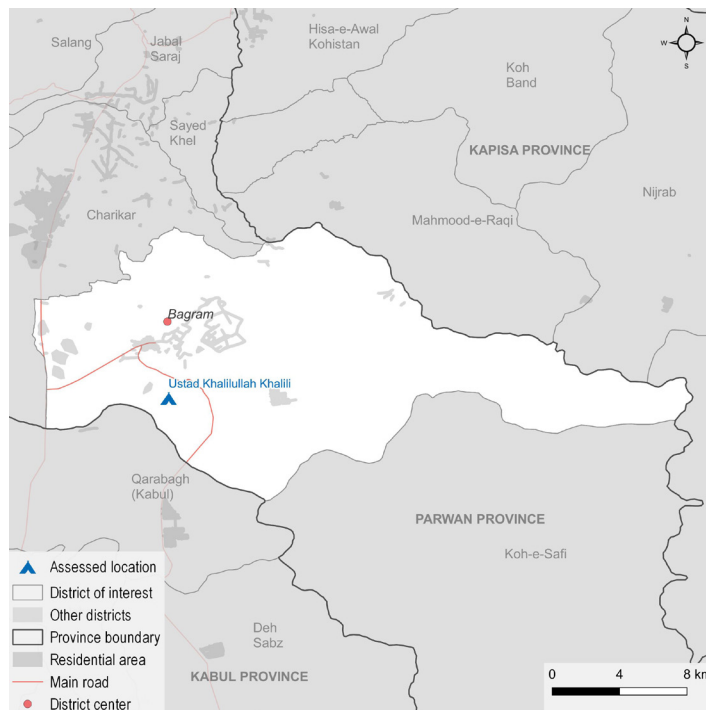 Salang
Jabal
Saraj
Hisa-e-Awal
Kohistan
N
W
E
S
Koh
Band
Sayed
Khel
KAPISA PROVINCE
Nijrab
Charikar
Mahmood-e-Raqi
Bagram
Ustad Khalilullah Khalili
Qarabagh
(Kabul)
PARWAN PROVINCE
Koh-e-Safi
Deh
Sabz
KABUL PROVINCE
Assessed location
District of interest
Other districts
Province boundary
Residential area
Main road
District center
0 4 8 km